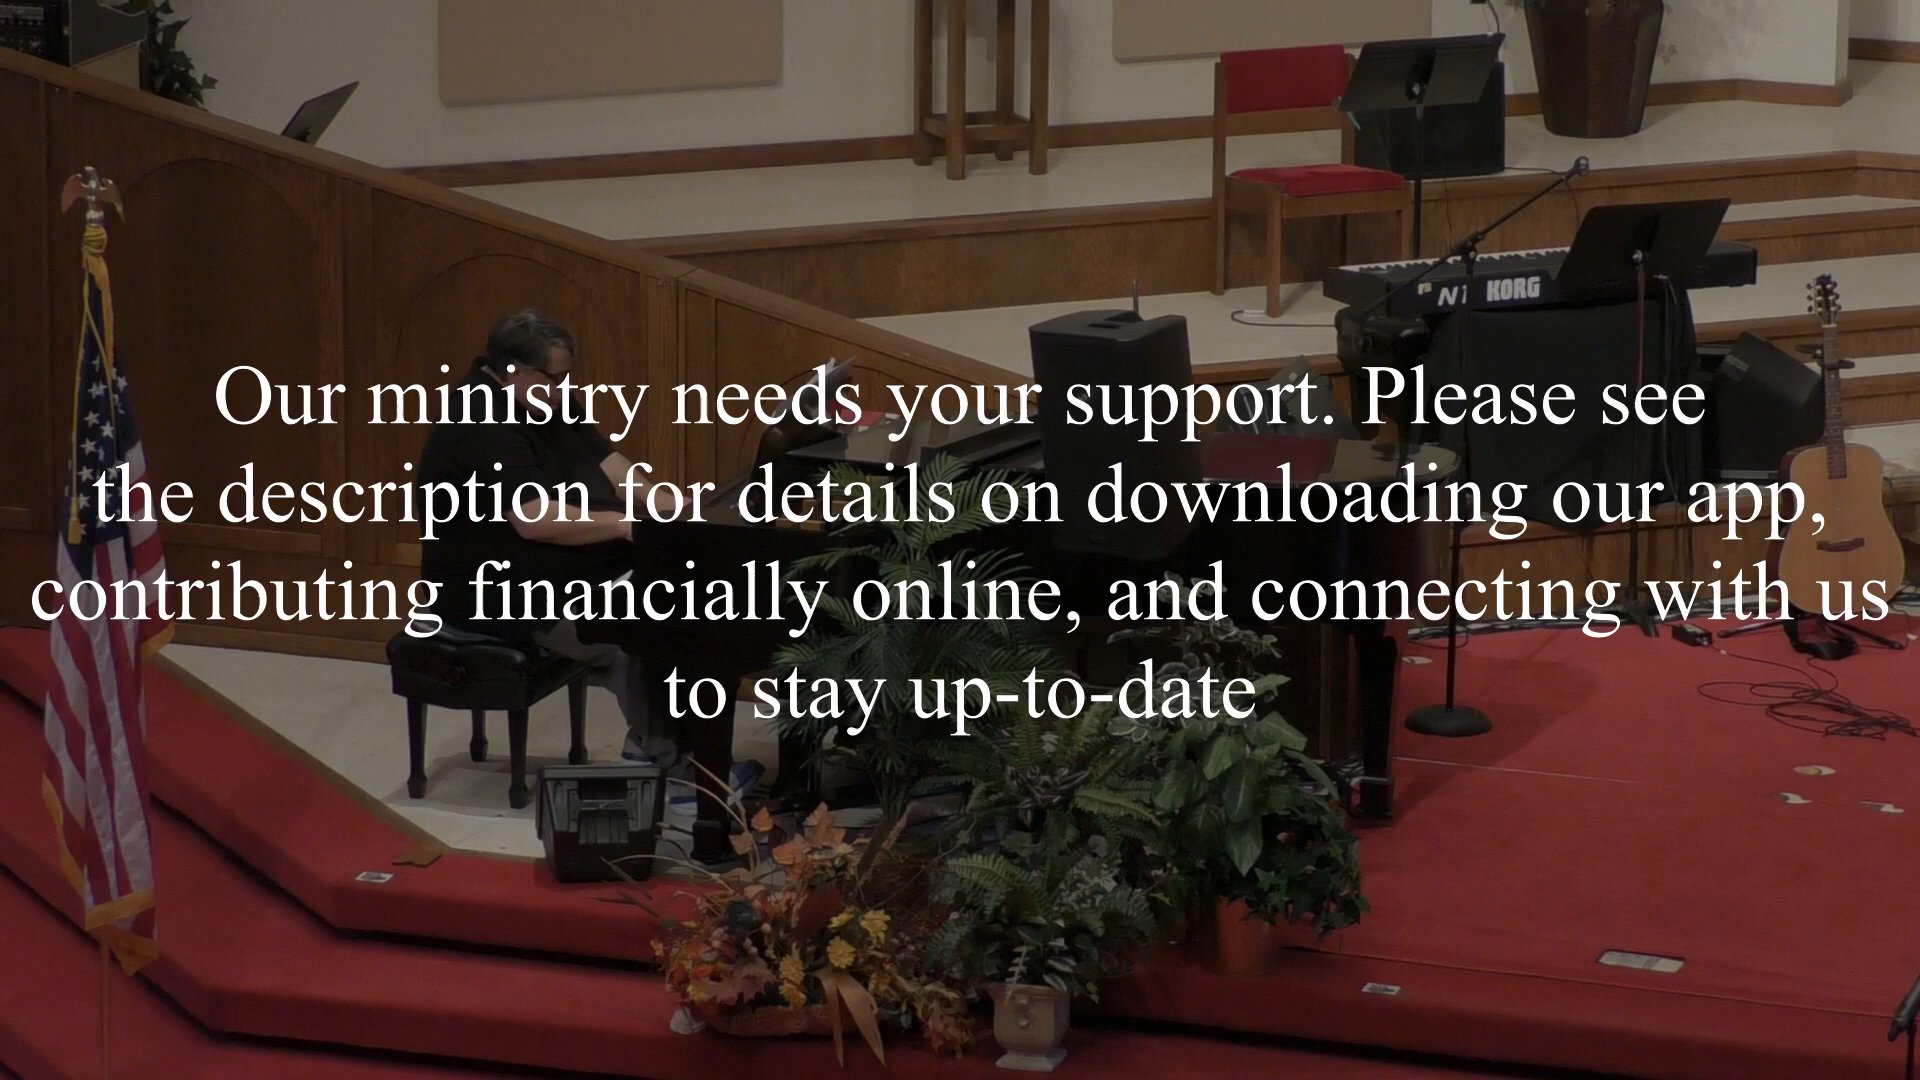 N1 KORG
Our ministry needs your support. Please see
the description for details on downloading our app,
contributing financially online, and connecting with us
to stay up-to-date